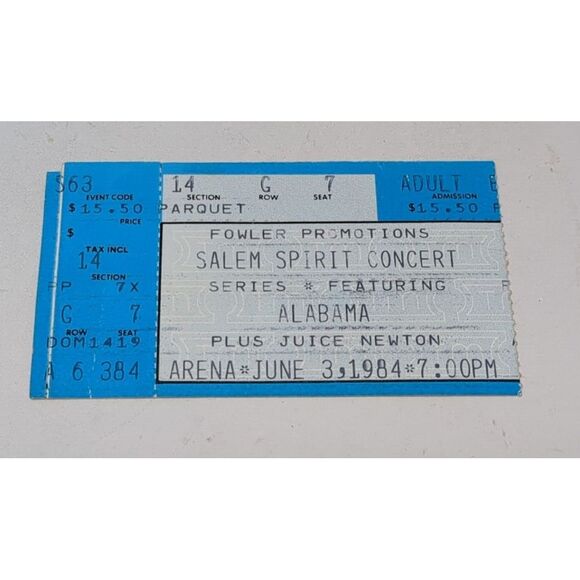 S63 14 G 7 ADULT
EVENT CODE SECTION ROW SEAT ADMISSION
$15.50 PARQUET $15.50
PRICE
$
TAX INCL
14
SECTION
7X
G 7
ROW SEAT
DOM1419
A 6 384
FOWLER PROMOTIONS
SALEM SPIRIT CONCERT
SERIES * FEATURING
ALABAMA
PLUS JUICE NEWTON
ARENA*JUNE 3,1984*7:00PM